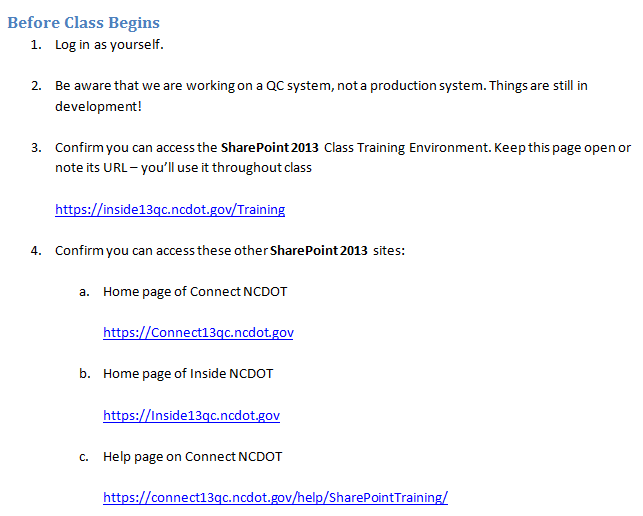 Before Class Begins
1. Log in as yourself.
2. Be aware that we are working on a QC system, not a production system. Things are still in
development!
3. Confirm you can access the SharePoint 2013 Class Training Environment. Keep this page open or
note its URL – you'll use it throughout class
https://inside13qc.ncdot.gov/Training
4. Confirm you can access these other SharePoint 2013 sites:
a. Home page of Connect NCDOT
https://Connect13qc.ncdot.gov
b. Home page of Inside NCDOT
https://Inside13qc.ncdot.gov
c. Help page on Connect NCDOT
https://connect13qc.ncdot.gov/help/SharePointTraining/